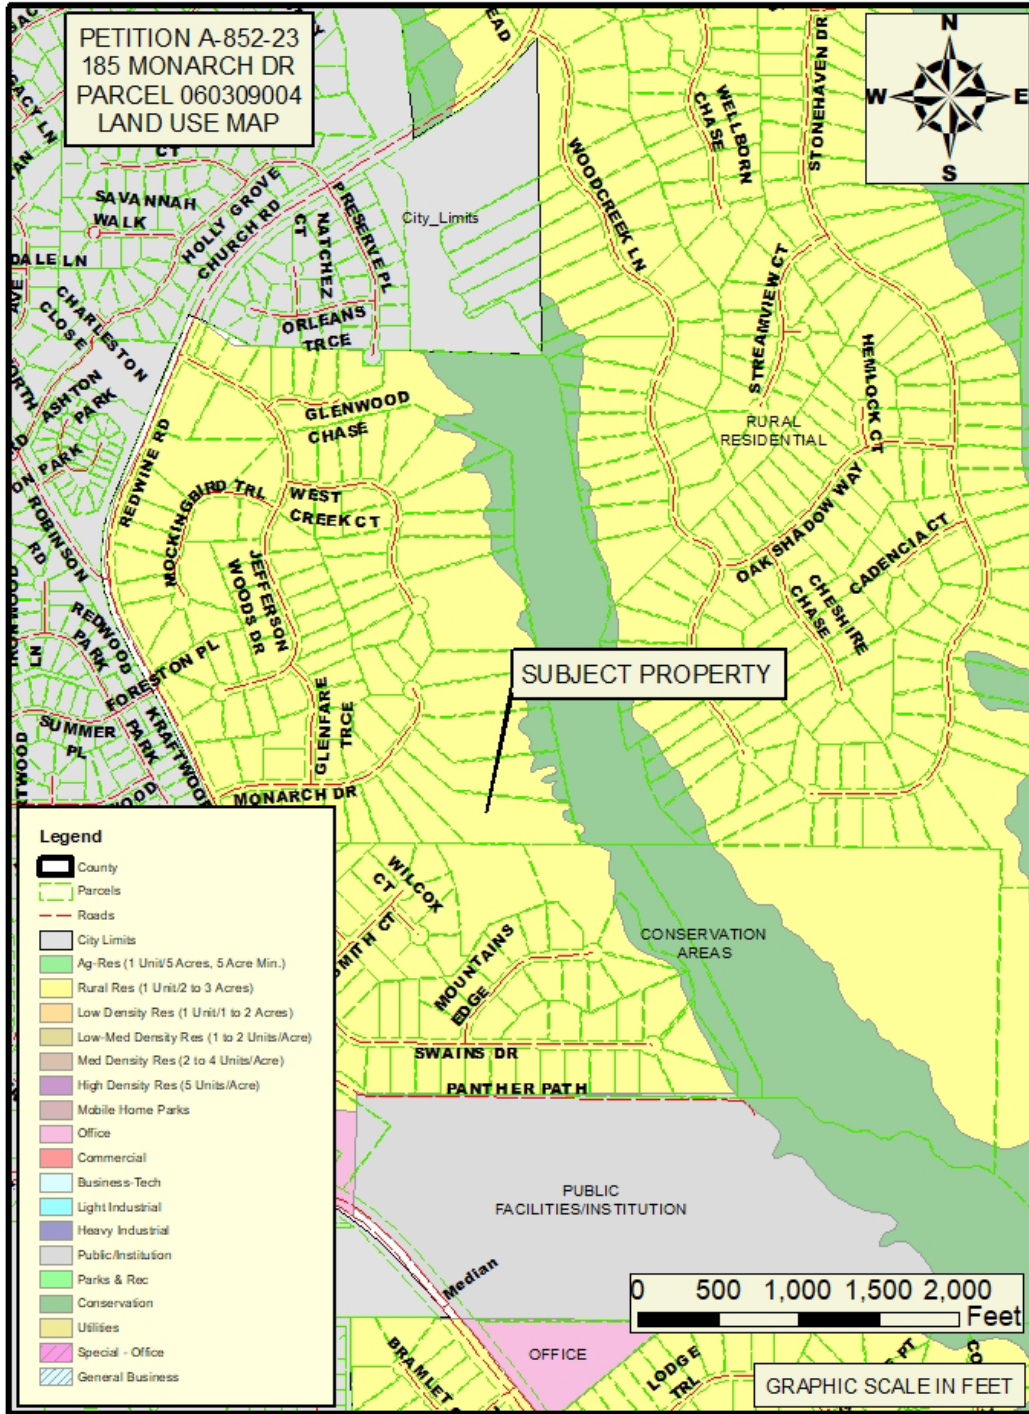 PETITION A-852-23
185 MONARCH DR
PARCEL 060309004
LAND USE MAP
N
W
E
S
CT
SAVANNAH
WALK
HOLLY GROVE
CHURCH RD
NATCHEZ
CT
PRESERVE PL
ORLEANS
TRCE
City_Limits
DALE LN
AVE
CHARLESTON
CLOSE
ASHTON
PARK
ON PARK
REDWINE RD
ROBINSON
RD
GLENWOOD
CHASE
MOCKINGBIRD TRL
WEST
CREEK CT
JEFFERSON
WOODS DR
REDWOOD
PARK
LN
FORESTON PL
SUMMER
PL
PARK
KRAFTWOOD
GLENFARE
TRCE
MONARCH DR
WOODCREEK LN
WELLBORN
CHASE
STONEHAVEN DR
STREAMVIEW CT
HEMLOCK CT
RURAL
RESIDENTIAL
OAK SHADOW WAY
CADENCIA CT
CHESHIRE
CHASE
SUBJECT PROPERTY
WILCOX
CT
SMITH CT
MOUNTAINS
EDGE
CONSERVATION
AREAS
SWAINS DR
PANTHER PATH
PUBLIC
FACILITIES/INSTITUTION
Median
OFFICE
BRAMLET
LODGE
TRL
PT
Legend
County
Parcels
Roads
City Limits
Ag-Res (1 Unit/5 Acres, 5 Acre Min.)
Rural Res (1 Unit/2 to 3 Acres)
Low Density Res (1 Unit/1 to 2 Acres)
Low-Med Density Res (1 to 2 Units/Acre)
Med Density Res (2 to 4 Units/Acre)
High Density Res (5 Units/Acre)
Mobile Home Parks
Office
Commercial
Business-Tech
Light Industrial
Heavy Industrial
Public/Institution
Parks & Rec
Conservation
Utilities
Special - Office
General Business
0 500 1,000 1,500 2,000
Feet
GRAPHIC SCALE IN FEET